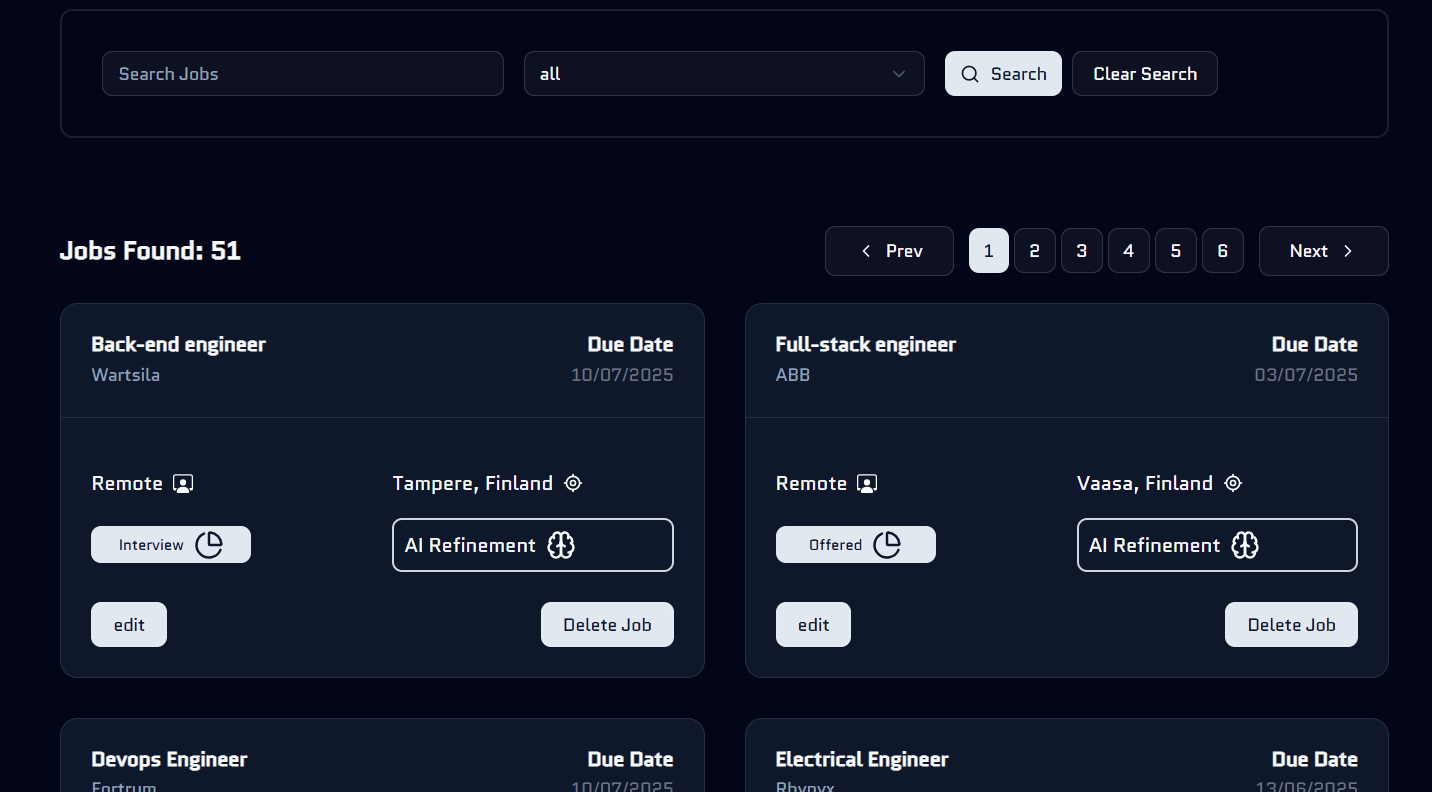 Search Jobs all Search Clear Search
Jobs Found: 51 Prev 1 2 3 4 5 6 Next
Back-end engineer Due Date
Wartsila 10/07/2025
Remote Tampere, Finland
Interview AI Refinement
edit Delete Job
Full-stack engineer Due Date
ABB 03/07/2025
Remote Vaasa, Finland
Offered AI Refinement
edit Delete Job
Devops Engineer Due Date
Fortrum 10/07/2025
Electrical Engineer Due Date
13/06/2025